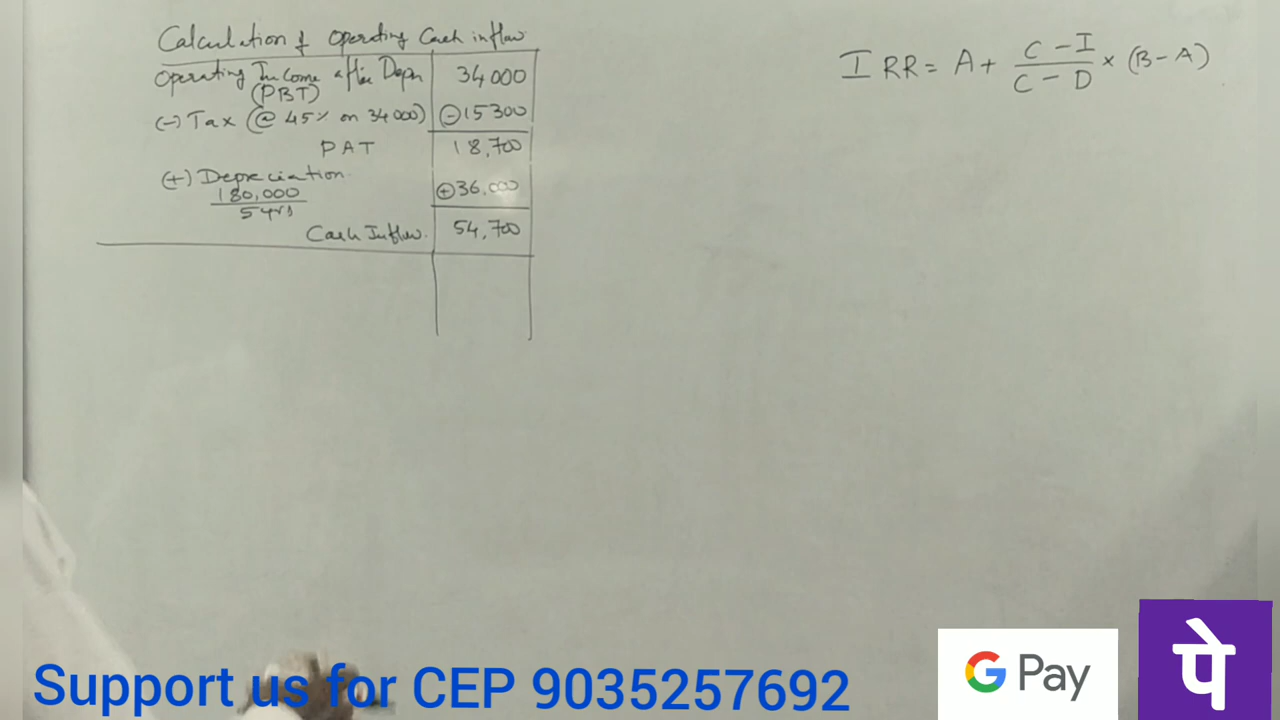 Calculation of Operating Cash inflow
Operating Income after Depn 34000
(PBT)
(-) Tax (@ 45% on 34000) (-) 15300
PAT 18,700
(+) Depreciation
180,000 (+) 36,000
5 yrs
Cash Inflow. 54,700
IRR = A + C - I / C - D × (B - A)
Support us for CEP 9035257692
G Pay
पे